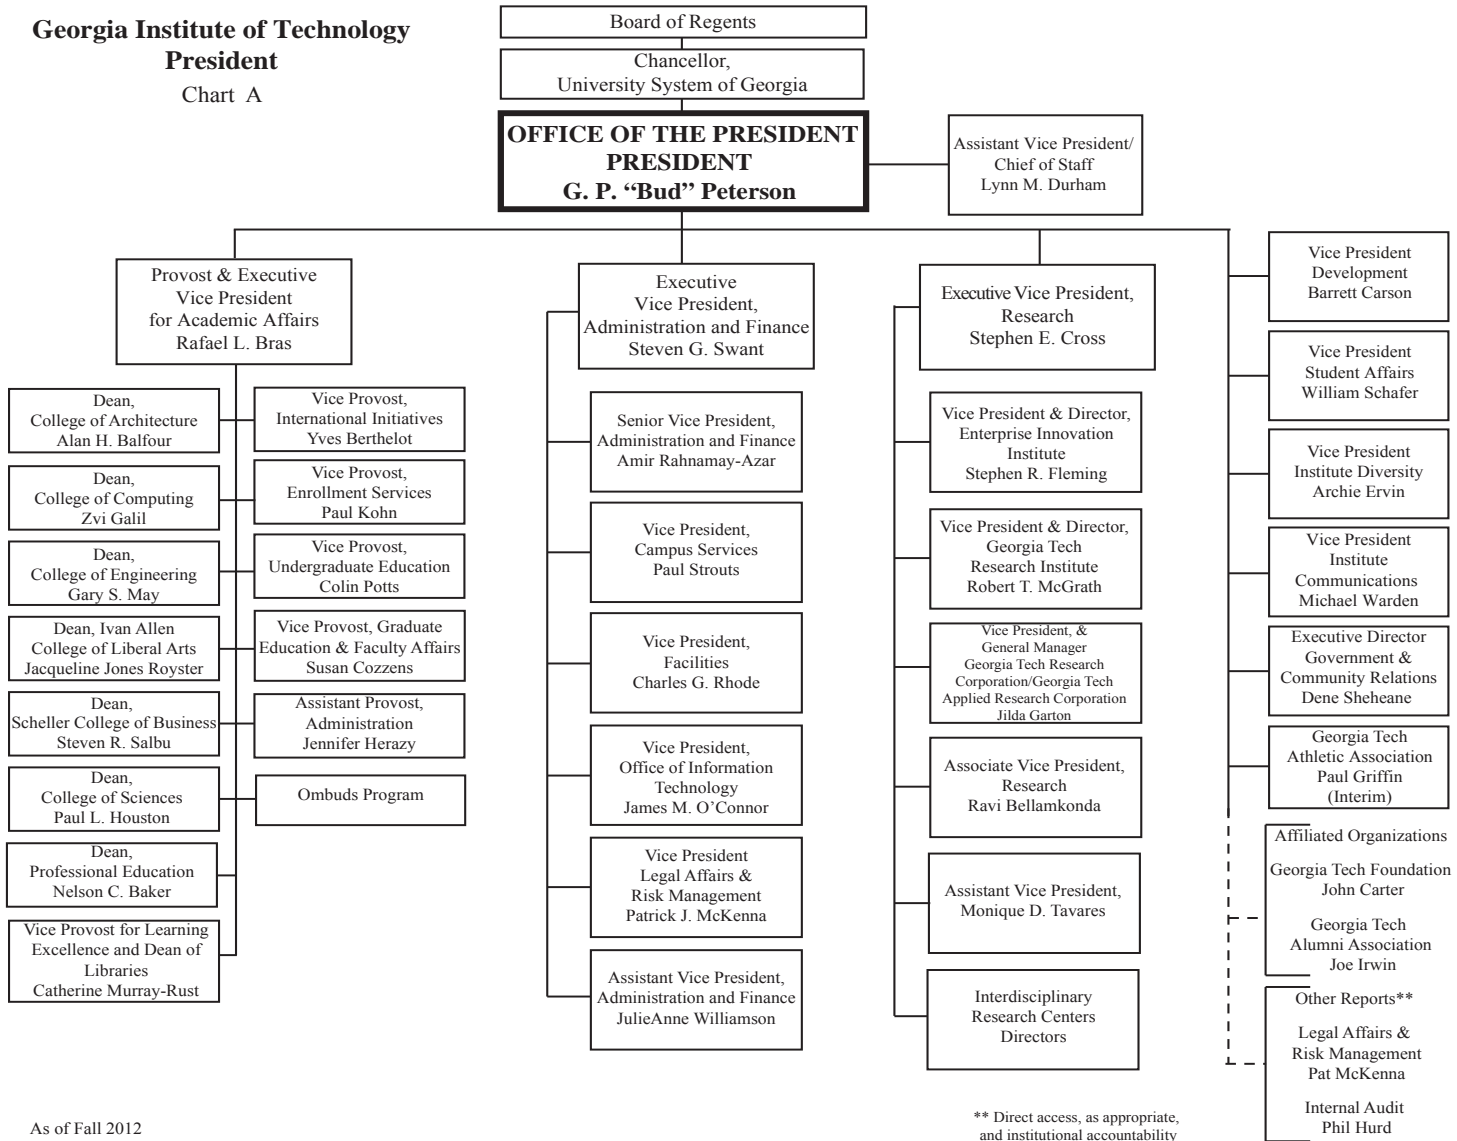 Georgia Institute of Technology
President
Chart A
Board of Regents
Chancellor,
University System of Georgia
OFFICE OF THE PRESIDENT
PRESIDENT
G. P. “Bud” Peterson
Assistant Vice President/
Chief of Staff
Lynn M. Durham
Provost & Executive
Vice President
for Academic Affairs
Rafael L. Bras
Dean,
College of Architecture
Alan H. Balfour
Dean,
College of Computing
Zvi Galil
Dean,
College of Engineering
Gary S. May
Dean, Ivan Allen
College of Liberal Arts
Jacqueline Jones Royster
Dean,
Scheller College of Business
Steven R. Salbu
Dean,
College of Sciences
Paul L. Houston
Dean,
Professional Education
Nelson C. Baker
Vice Provost for Learning
Excellence and Dean of
Libraries
Catherine Murray-Rust
Vice Provost,
International Initiatives
Yves Berthelot
Vice Provost,
Enrollment Services
Paul Kohn
Vice Provost,
Undergraduate Education
Colin Potts
Vice Provost, Graduate
Education & Faculty Affairs
Susan Cozzens
Assistant Provost,
Administration
Jennifer Herazy
Ombuds Program
Executive
Vice President,
Administration and Finance
Steven G. Swant
Senior Vice President,
Administration and Finance
Amir Rahnamay-Azar
Vice President,
Campus Services
Paul Strouts
Vice President,
Facilities
Charles G. Rhode
Vice President,
Office of Information
Technology
James M. O’Connor
Vice President
Legal Affairs &
Risk Management
Patrick J. McKenna
Assistant Vice President,
Administration and Finance
JulieAnne Williamson
Executive Vice President,
Research
Stephen E. Cross
Vice President & Director,
Enterprise Innovation
Institute
Stephen R. Fleming
Vice President & Director,
Georgia Tech
Research Institute
Robert T. McGrath
Vice President, &
General Manager
Georgia Tech Research
Corporation/Georgia Tech
Applied Research Corporation
Jilda Garton
Associate Vice President,
Research
Ravi Bellamkonda
Assistant Vice President,
Monique D. Tavares
Interdisciplinary
Research Centers
Directors
Vice President
Development
Barrett Carson
Vice President
Student Affairs
William Schafer
Vice President
Institute Diversity
Archie Ervin
Vice President
Institute
Communications
Michael Warden
Executive Director
Government &
Community Relations
Dene Sheheane
Georgia Tech
Athletic Association
Paul Griffin
(Interim)
Affiliated Organizations
Georgia Tech Foundation
John Carter
Georgia Tech
Alumni Association
Joe Irwin
Other Reports**
Legal Affairs &
Risk Management
Pat McKenna
Internal Audit
Phil Hurd
As of Fall 2012
** Direct access, as appropriate,
and institutional accountability